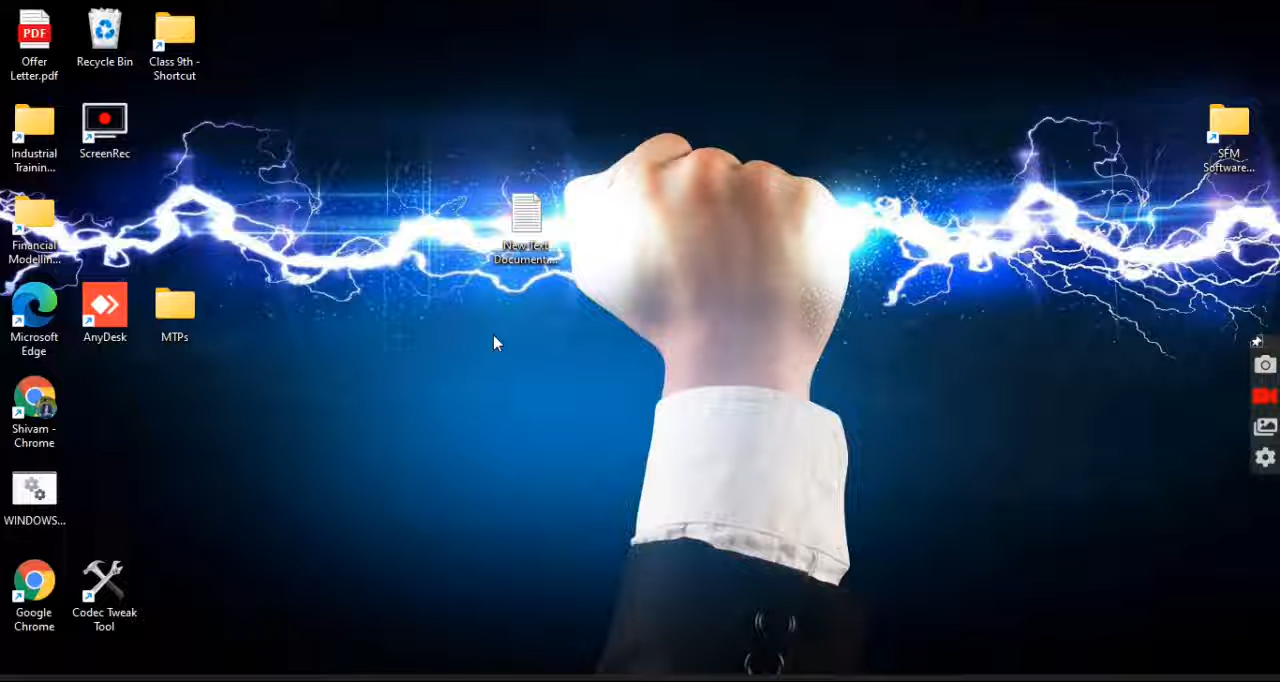 PDF
Offer
Letter.pdf
Recycle Bin
Class 9th -
Shortcut
Industrial
Trainin...
ScreenRec
SFM
Software...
Financial
Modellin...
New Text
Document...
Microsoft
Edge
AnyDesk
MTPs
Shivam -
Chrome
WINDOWS...
Google
Chrome
Codec Tweak
Tool